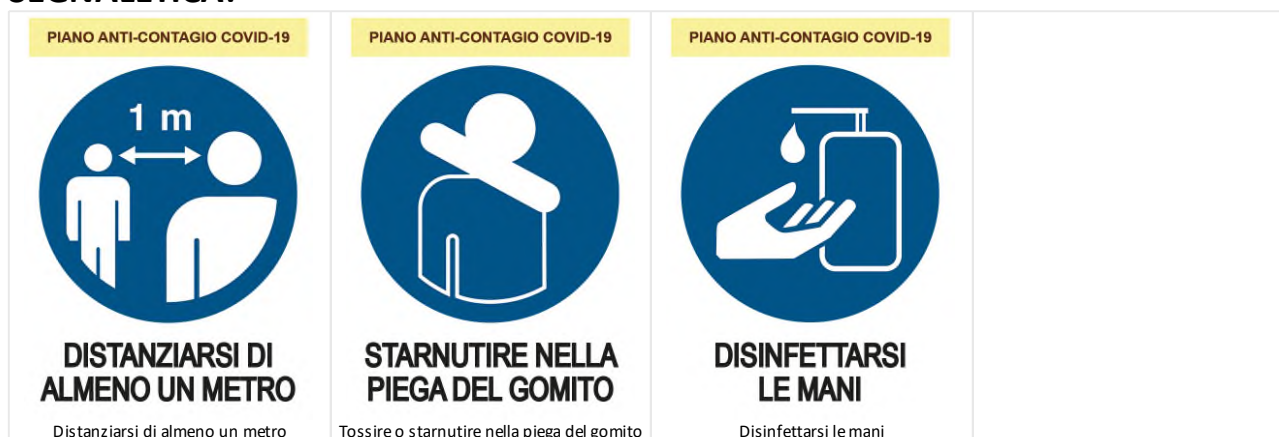 SEGNALETICA:
PIANO ANTI-CONTAGIO COVID-19
1 m
DISTANZIARSI DI
ALMENO UN METRO
Distanziarsi di almeno un metro
PIANO ANTI-CONTAGIO COVID-19
STARNUTIRE NELLA
PIEGA DEL GOMITO
Tossire o starnutire nella piega del gomito
PIANO ANTI-CONTAGIO COVID-19
DISINFETTARSI
LE MANI
Disinfettarsi le mani